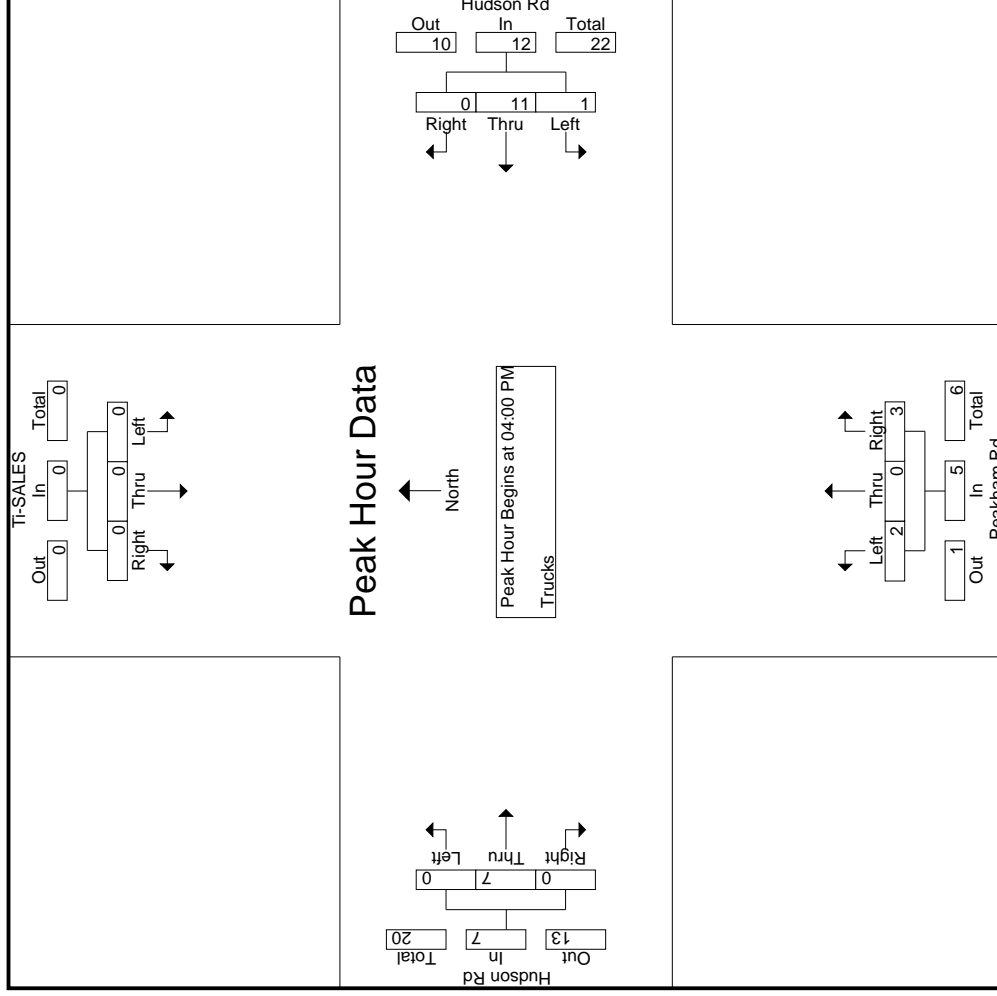 Hudson Rd
Out In Total
10 12 22
0 11 1
Right Thru Left
Ti-SALES
Out In Total
0 0 0
0 0 0
Right Thru Left
Peak Hour Data
North
Peak Hour Begins at 04:00 PM
Trucks
Left Thru Right
2 0 3
1 5 6
Out In Total
Peakham Rd
Left Thru Right
0 7 0
20 7 13
Total In Out
Hudson Rd